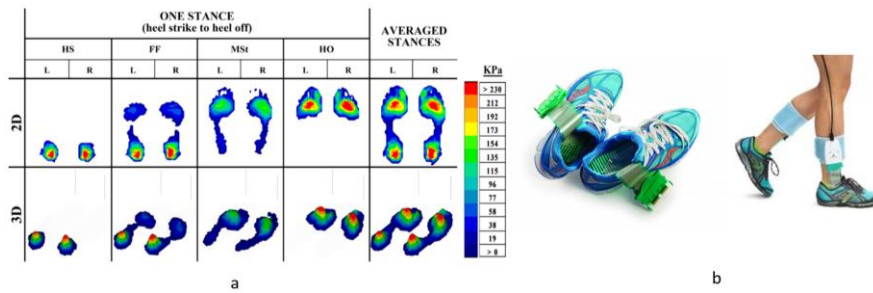 ONE STANCE
(heel strike to heel off)
AVERAGED
STANCES
HS FF MSt HO
L R L R L R L R L R
KPa
> 230
212
192
173
154
135
115
96
77
58
38
19
> 0
2D
3D
a
b